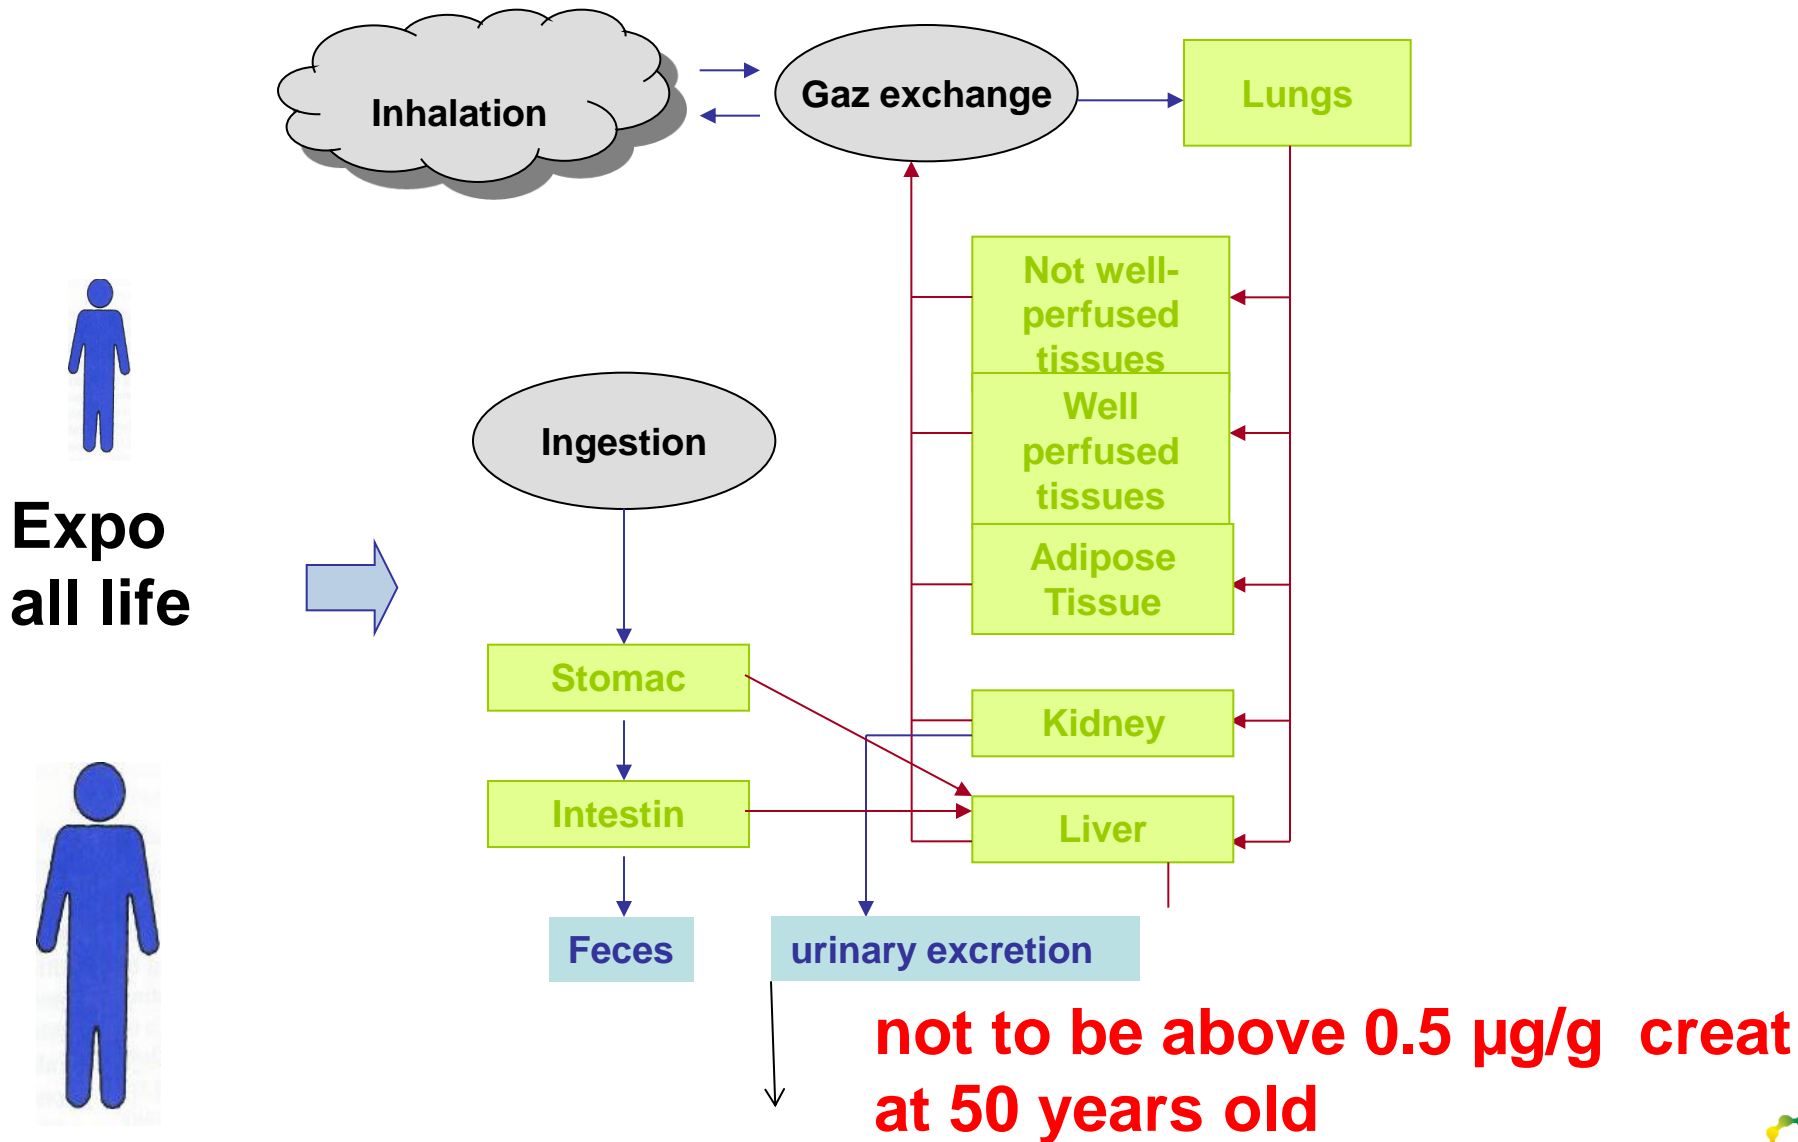 Inhalation
Gaz exchange
Lungs
Not well-
perfused
tissues
Well
perfused
tissues
Adipose
Tissue
Ingestion
Expo
all life
Stomac
Kidney
Intestin
Liver
Feces
urinary excretion
not to be above 0.5 µg/g creat
at 50 years old